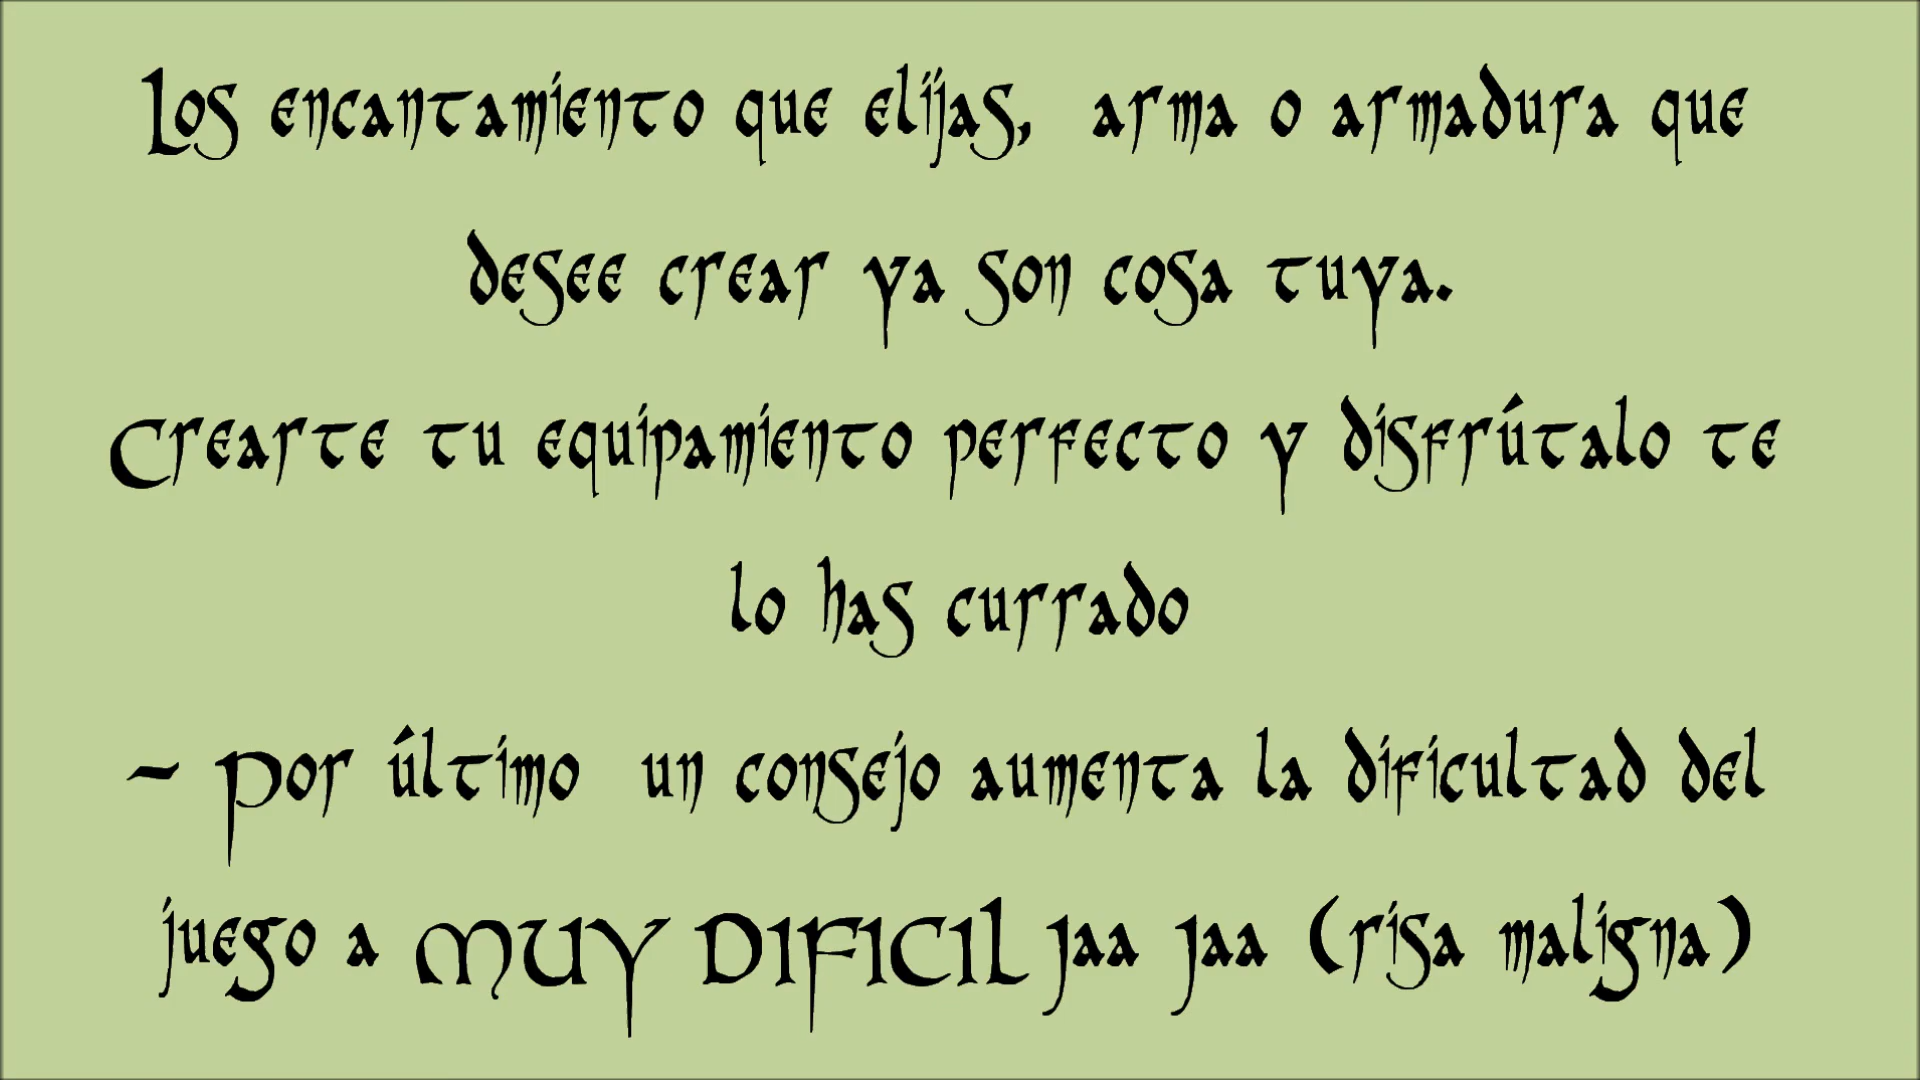 Los encantamiento que elijas, arma o armadura que
desee crear ya son cosa tuya.
Crearte tu equipamiento perfecto y disfrútalo te
lo has currado
- Por último un consejo aumenta la dificultad del
juego a MUY DIFICIL jaa jaa (risa maligna)